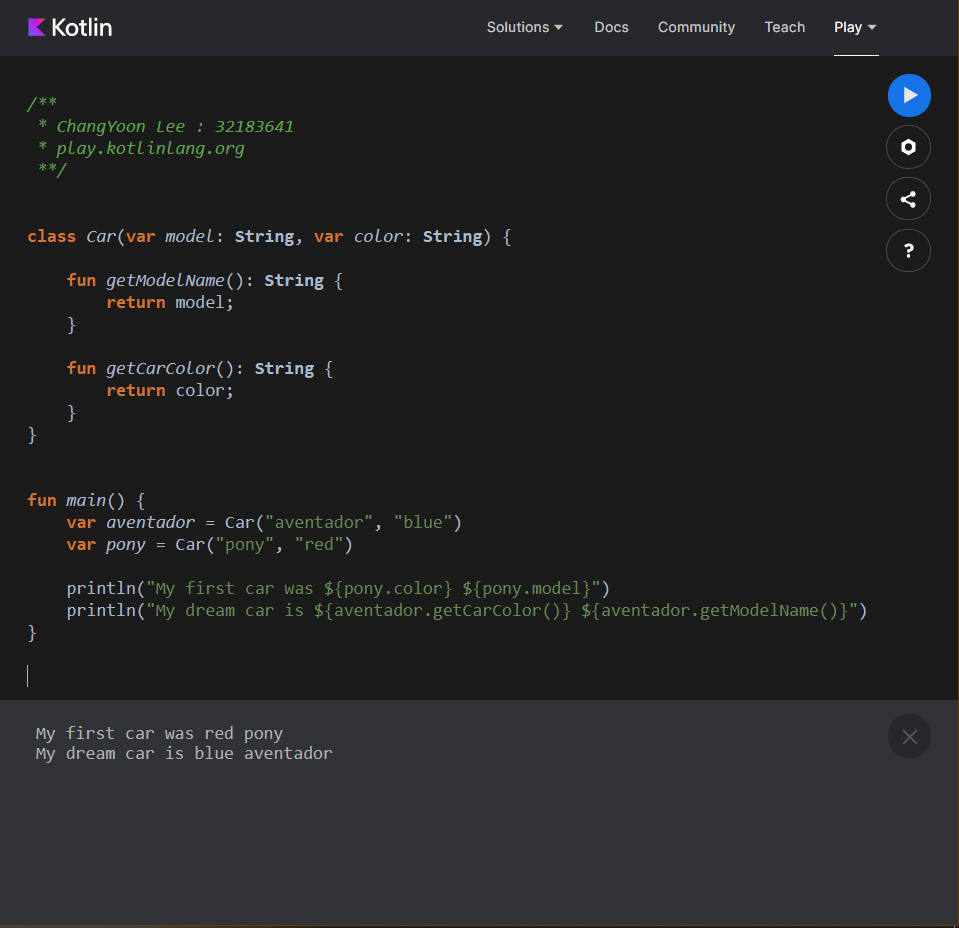 Kotlin Solutions Docs Community Teach Play
/**
 * ChangYoon Lee : 32183641
 * play.kotlinlang.org
 **/
class Car(var model: String, var color: String) {
    fun getModelName(): String {
        return model;
    }
    fun getCarColor(): String {
        return color;
    }
}
fun main() {
    var aventador = Car("aventador", "blue")
    var pony = Car("pony", "red")
    println("My first car was ${pony.color} ${pony.model}")
    println("My dream car is ${aventador.getCarColor()} ${aventador.getModelName()}")
}
My first car was red pony
My dream car is blue aventador